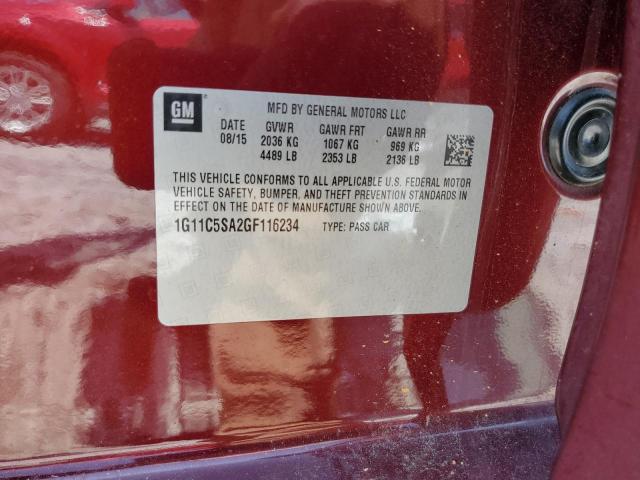 GM MFD BY GENERAL MOTORS LLC
DATE GVWR GAWR FRT GAWR RR
08/15 2036 KG 1067 KG 969 KG
4489 LB 2353 LB 2136 LB
THIS VEHICLE CONFORMS TO ALL APPLICABLE U.S. FEDERAL MOTOR
VEHICLE SAFETY, BUMPER, AND THEFT PREVENTION STANDARDS
IN EFFECT ON THE DATE OF MANUFACTURE SHOWN ABOVE.
1G11C5SA2GF116234 TYPE: PASS CAR